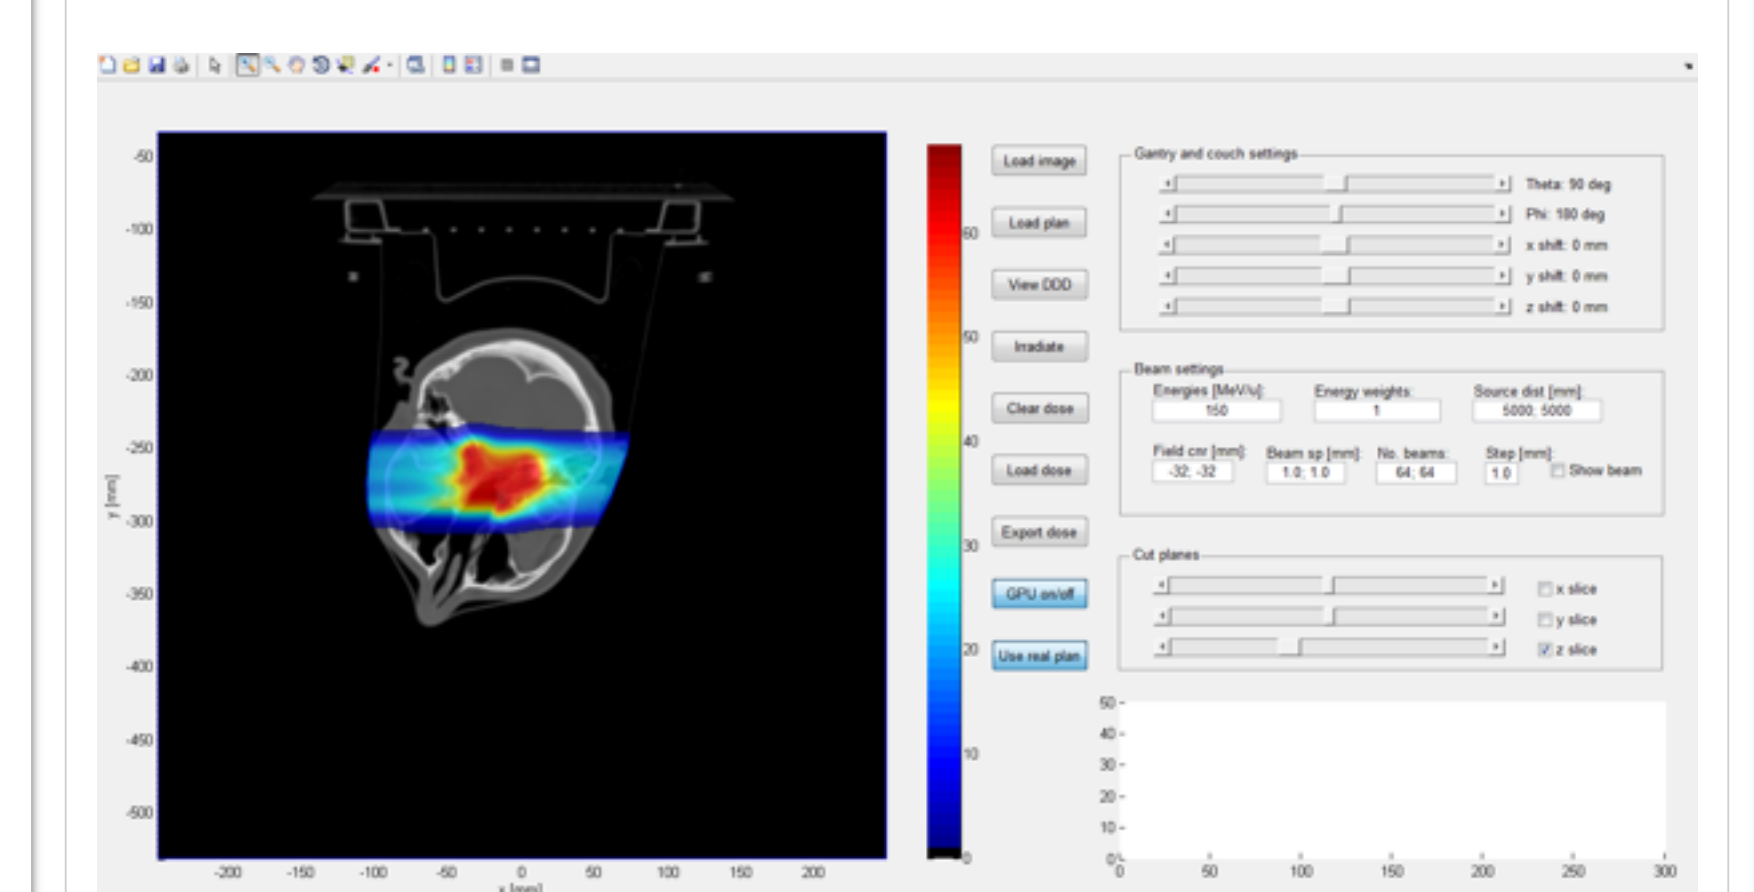 -50
-100
-150
-200
-250
-300
-350
-400
-450
-500
y [mm]
-200 -150 -100 -50 0 50 100 150 200
x [mm]
60
50
40
30
20
10
0
Load image
Load plan
View DDD
Irradiate
Clear dose
Load dose
Export dose
GPU on/off
Use real plan
Gantry and couch settings
Theta: 90 deg
Phi: 180 deg
x shift: 0 mm
y shift: 0 mm
z shift: 0 mm
Beam settings
Energies [MeV/u]: Energy weights: Source dist [mm]:
150 1 5000; 5000
Field cnr [mm]: Beam sp [mm]: No. beams: Step [mm]:
-32; -32 1.0; 1.0 64; 64 1.0 Show beam
Cut planes
x slice
y slice
z slice
50
40
30
20
10
0
0 50 100 150 200 250 300